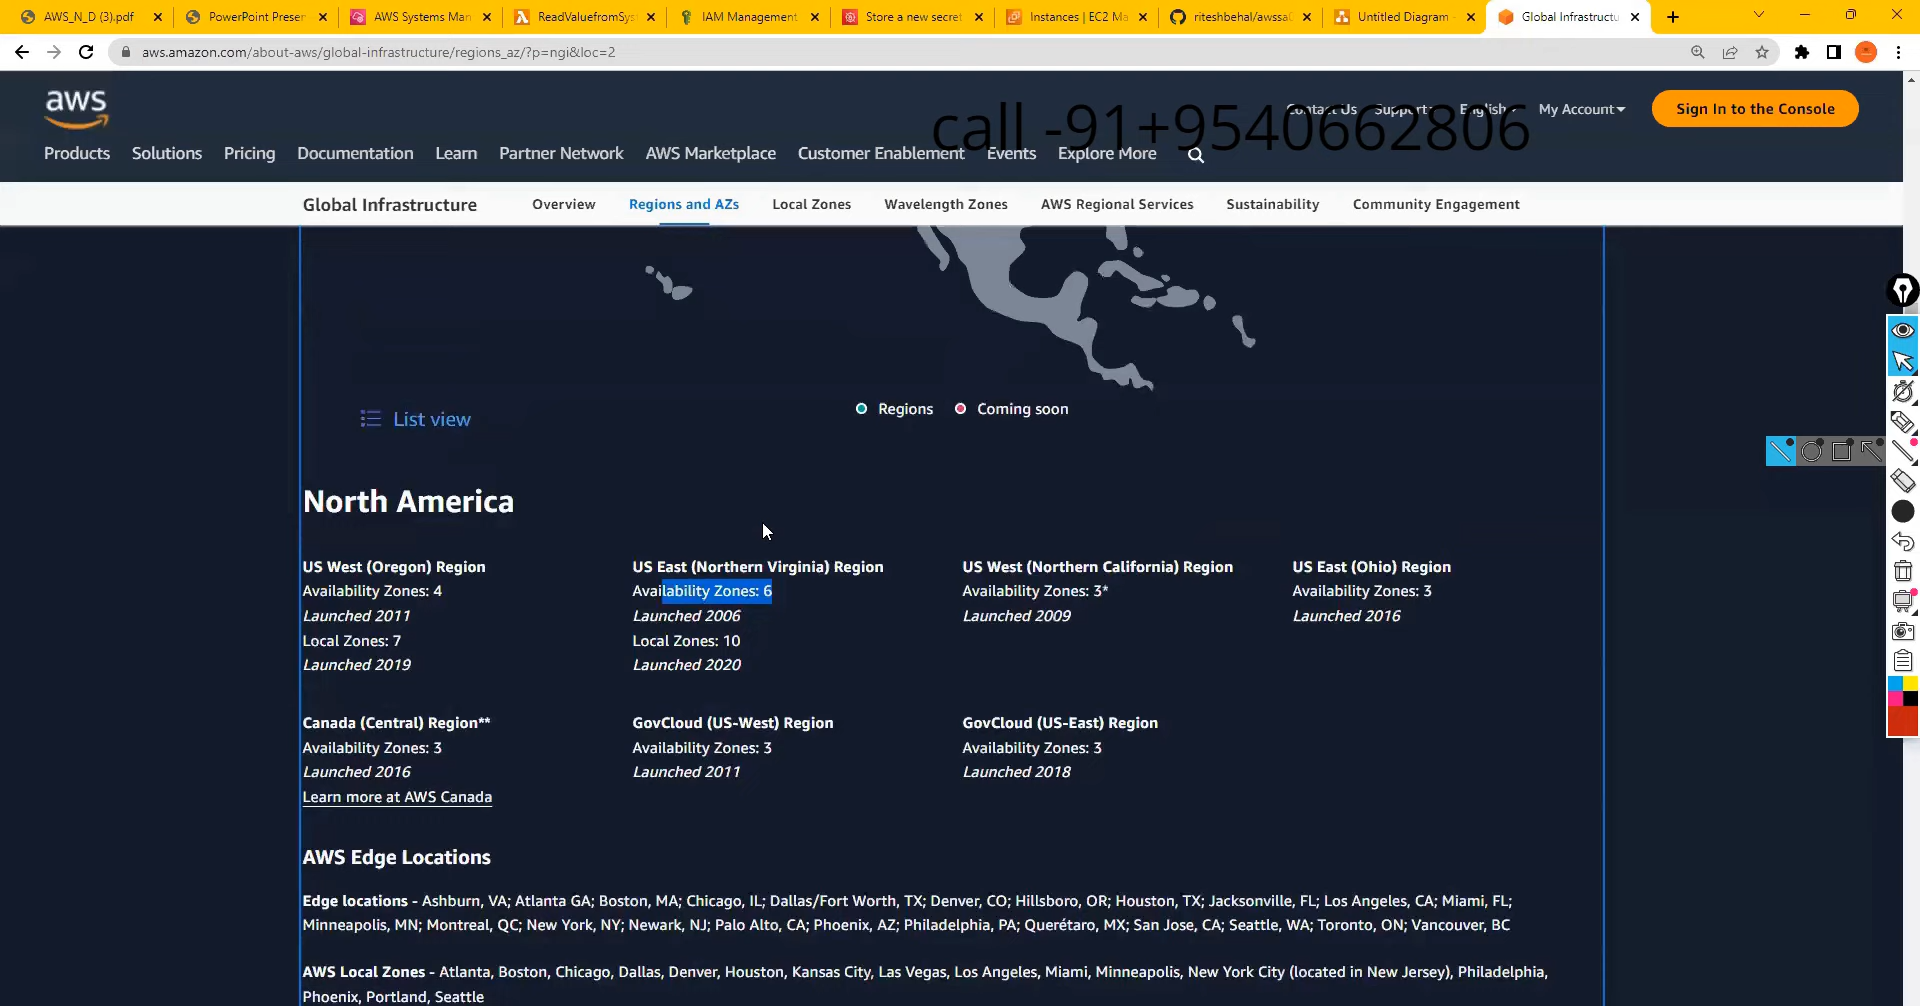 AWS_N_D (3).pdf
PowerPoint Presen
AWS Systems Man
ReadValuefromSyst
IAM Management
Store a new secret
Instances | EC2 Ma
riteshbehal/awssa
Untitled Diagram
Global Infrastructu
aws.amazon.com/about-aws/global-infrastructure/regions_az/?p=ngi&loc=2
aws
Contact Us Support English My Account Sign In to the Console
call -91+9540662806
Products Solutions Pricing Documentation Learn Partner Network AWS Marketplace Customer Enablement Events Explore More
Global Infrastructure Overview Regions and AZs Local Zones Wavelength Zones AWS Regional Services Sustainability Community Engagement
Regions Coming soon
List view
North America
US West (Oregon) Region
Availability Zones: 4
Launched 2011
Local Zones: 7
Launched 2019
US East (Northern Virginia) Region
Availability Zones: 6
Launched 2006
Local Zones: 10
Launched 2020
US West (Northern California) Region
Availability Zones: 3*
Launched 2009
US East (Ohio) Region
Availability Zones: 3
Launched 2016
Canada (Central) Region**
Availability Zones: 3
Launched 2016
Learn more at AWS Canada
GovCloud (US-West) Region
Availability Zones: 3
Launched 2011
GovCloud (US-East) Region
Availability Zones: 3
Launched 2018
AWS Edge Locations
Edge locations - Ashburn, VA; Atlanta GA; Boston, MA; Chicago, IL; Dallas/Fort Worth, TX; Denver, CO; Hillsboro, OR; Houston, TX; Jacksonville, FL; Los Angeles, CA; Miami, FL;
Minneapolis, MN; Montreal, QC; New York, NY; Newark, NJ; Palo Alto, CA; Phoenix, AZ; Philadelphia, PA; Querétaro, MX; San Jose, CA; Seattle, WA; Toronto, ON; Vancouver, BC
AWS Local Zones - Atlanta, Boston, Chicago, Dallas, Denver, Houston, Kansas City, Las Vegas, Los Angeles, Miami, Minneapolis, New York City (located in New Jersey), Philadelphia,
Phoenix, Portland, Seattle